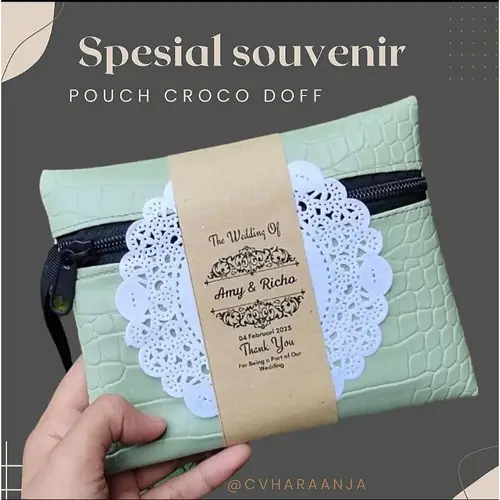 Spesial souvenir
POUCH CROCO DOFF
The Wedding Of
Amy & Richo
04 Februari 2023
Thank You
For Being a Part of Our
Wedding
@CVHARAANJA